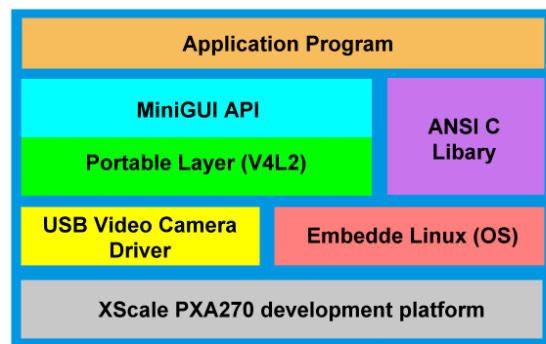 Application Program
MiniGUI API
Portable Layer (V4L2)
ANSI C
Libary
USB Video Camera
Driver
Embedde Linux (OS)
XScale PXA270 development platform